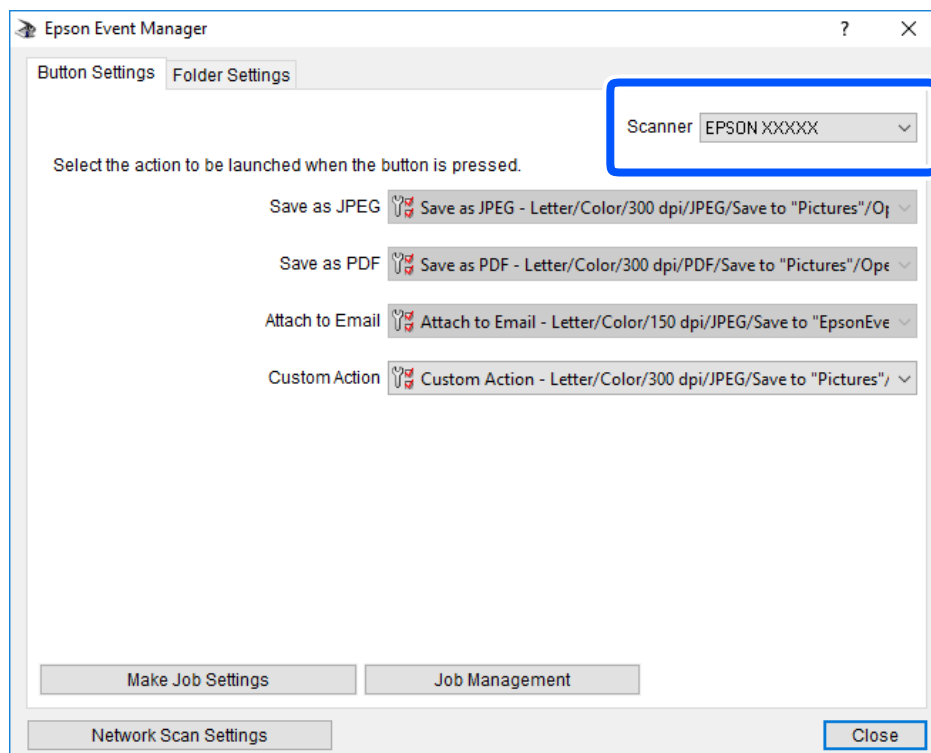 Epson Event Manager
Button Settings Folder Settings
Scanner EPSON XXXXX
Select the action to be launched when the button is pressed.
Save as JPEG Save as JPEG - Letter/Color/300 dpi/JPEG/Save to "Pictures"/Op
Save as PDF Save as PDF - Letter/Color/300 dpi/PDF/Save to "Pictures"/Ope
Attach to Email Attach to Email - Letter/Color/150 dpi/JPEG/Save to "EpsonEve
Custom Action Custom Action - Letter/Color/300 dpi/JPEG/Save to "Pictures"/
Make Job Settings Job Management
Network Scan Settings Close